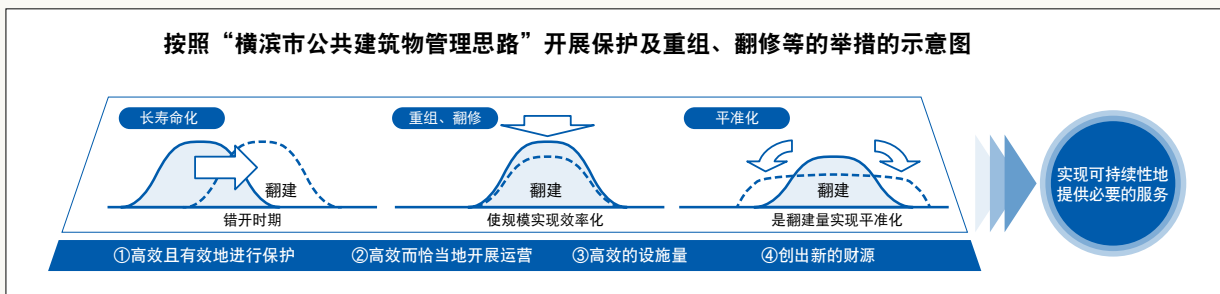 按照“横滨市公共建筑物管理思路”开展保护及重组、翻修等的举措的示意图
长寿命化
翻建
错开时期
重组、翻修
翻建
使规模实现效率化
平准化
翻建
是翻建量实现平准化
实现可持续性地
提供必要的服务
①高效且有效地进行保护 ②高效而恰当地开展运营 ③高效的设施量 ④创出新的财源